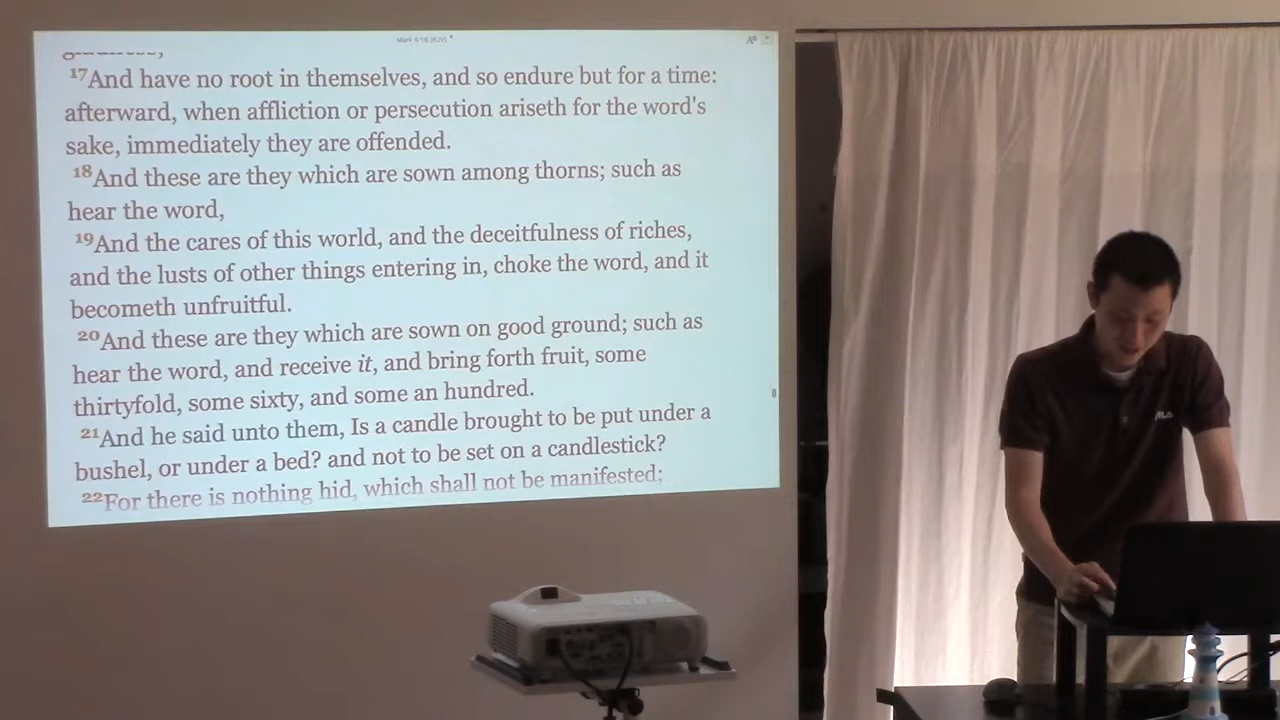 Mark 4:16 (KJV)
17And have no root in themselves, and so endure but for a time:
afterward, when affliction or persecution ariseth for the word's
sake, immediately they are offended.
18And these are they which are sown among thorns; such as
hear the word,
19And the cares of this world, and the deceitfulness of riches,
and the lusts of other things entering in, choke the word, and it
becometh unfruitful.
20And these are they which are sown on good ground; such as
hear the word, and receive it, and bring forth fruit, some
thirtyfold, some sixty, and some an hundred.
21And he said unto them, Is a candle brought to be put under a
bushel, or under a bed? and not to be set on a candlestick?
22For there is nothing hid, which shall not be manifested;